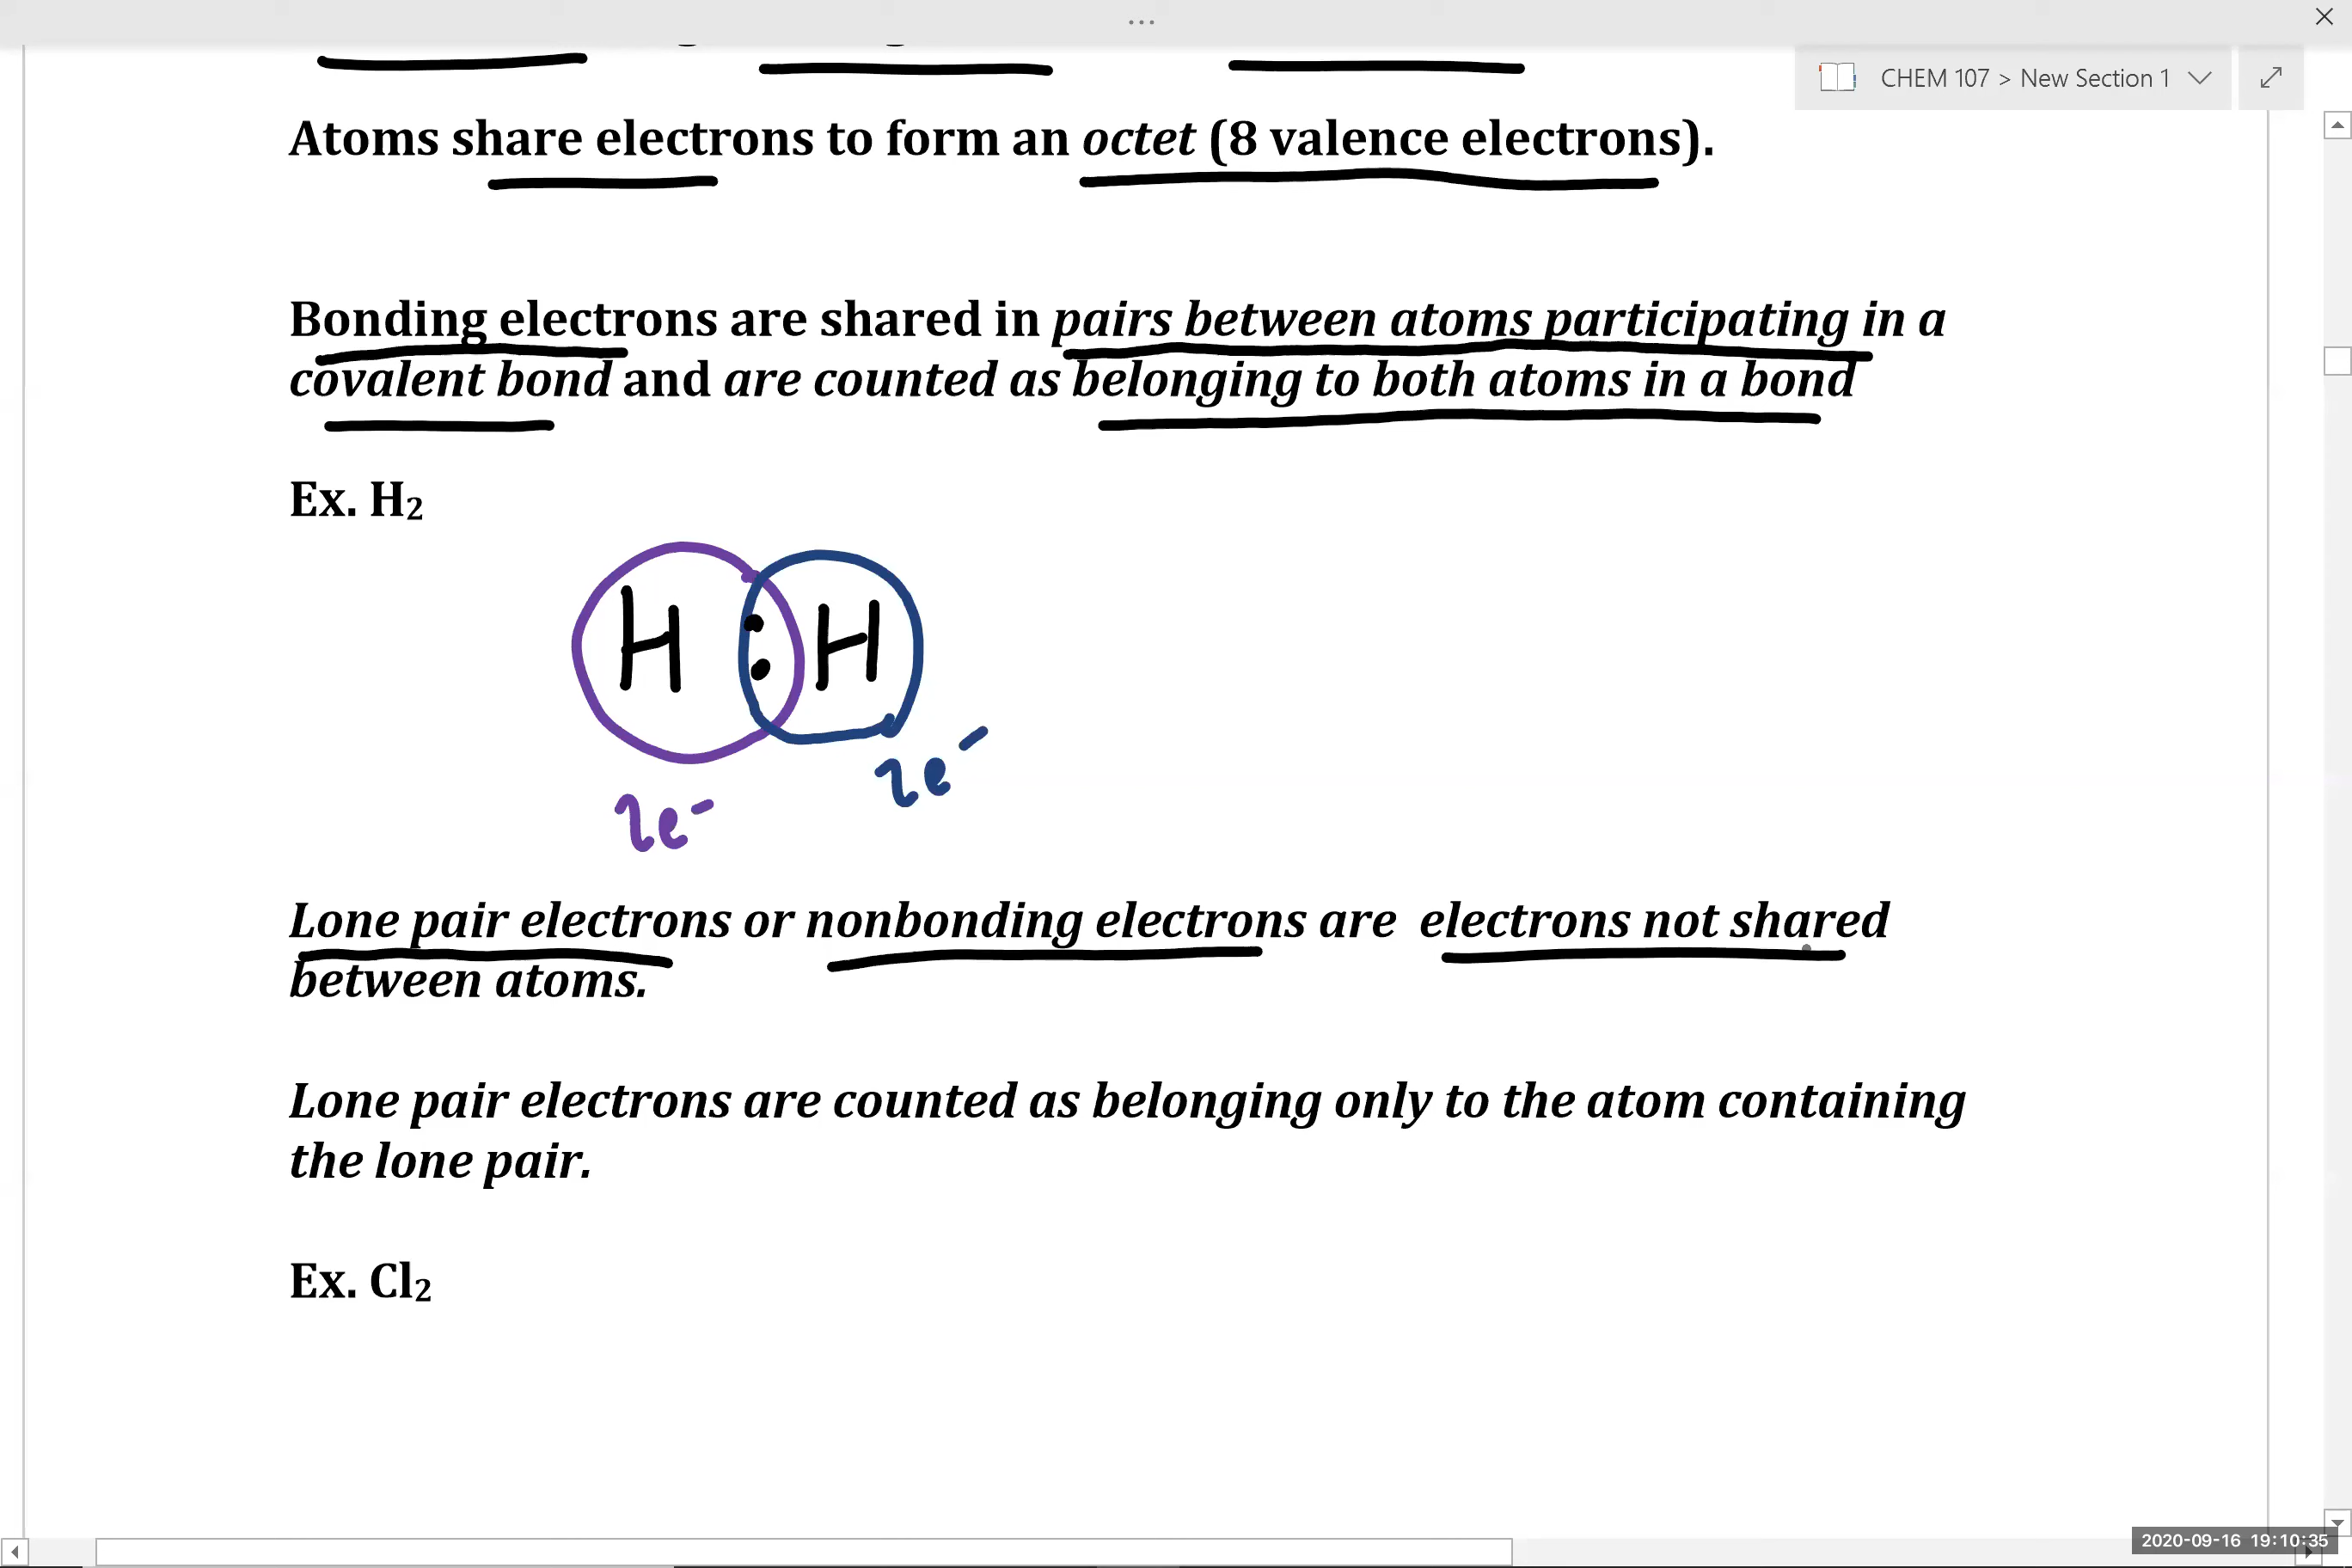 ...
CHEM 107 > New Section 1
Atoms share electrons to form an octet (8 valence electrons).
Bonding electrons are shared in pairs between atoms participating in a
covalent bond and are counted as belonging to both atoms in a bond
Ex. H₂
H : H
2e⁻
2e⁻
Lone pair electrons or nonbonding electrons are electrons not shared
between atoms.
Lone pair electrons are counted as belonging only to the atom containing
the lone pair.
Ex. Cl₂
2020-09-16 19:10:35